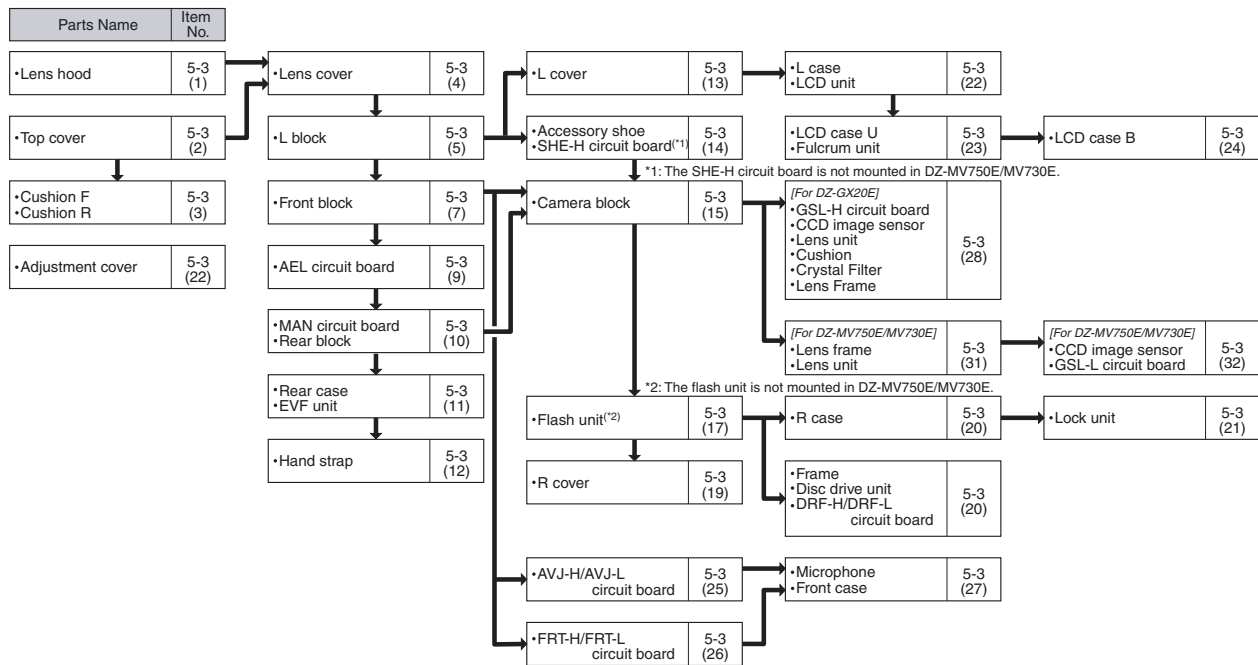 Parts Name
Item
No.
•Lens hood
5-3
(1)
•Top cover
5-3
(2)
•Cushion F
•Cushion R
5-3
(3)
•Adjustment cover
5-3
(22)
•Lens cover
5-3
(4)
•L block
5-3
(5)
•Front block
5-3
(7)
•AEL circuit board
5-3
(9)
•MAN circuit board
•Rear block
5-3
(10)
•Rear case
•EVF unit
5-3
(11)
•Hand strap
5-3
(12)
•L cover
5-3
(13)
•Accessory shoe
•SHE-H circuit board(*1)
5-3
(14)
*1: The SHE-H circuit board is not mounted in DZ-MV750E/MV730E.
•Camera block
5-3
(15)
*2: The flash unit is not mounted in DZ-MV750E/MV730E.
•Flash unit(*2)
5-3
(17)
•R cover
5-3
(19)
•AVJ-H/AVJ-L
circuit board
5-3
(25)
•FRT-H/FRT-L
circuit board
5-3
(26)
•L case
•LCD unit
5-3
(22)
•LCD case U
•Fulcrum unit
5-3
(23)
[For DZ-GX20E]
•GSL-H circuit board
•CCD image sensor
•Lens unit
•Cushion
•Crystal Filter
•Lens Frame
5-3
(28)
[For DZ-MV750E/MV730E]
•Lens frame
•Lens unit
5-3
(31)
•R case
5-3
(20)
•Frame
•Disc drive unit
•DRF-H/DRF-L
circuit board
5-3
(20)
•Microphone
•Front case
5-3
(27)
•LCD case B
5-3
(24)
[For DZ-MV750E/MV730E]
•CCD image sensor
•GSL-L circuit board
5-3
(32)
•Lock unit
5-3
(21)